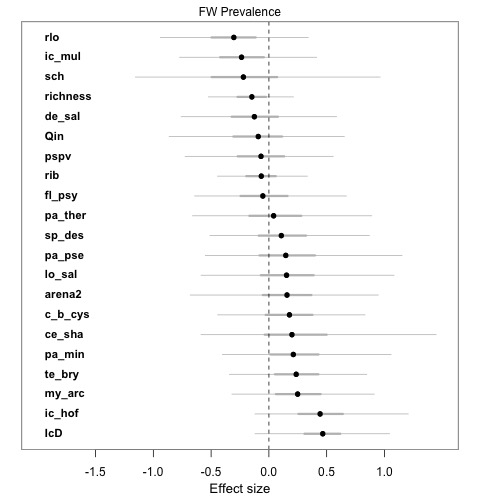 FW Prevalence
rlo
ic_mul
sch
richness
de_sal
Qin
pspv
rib
fl_psy
pa_ther
sp_des
pa_pse
lo_sal
arena2
c_b_cys
ce_sha
pa_min
te_bry
my_arc
ic_hof
lcD
-1.5 -1.0 -0.5 0.0 0.5 1.0
Effect size